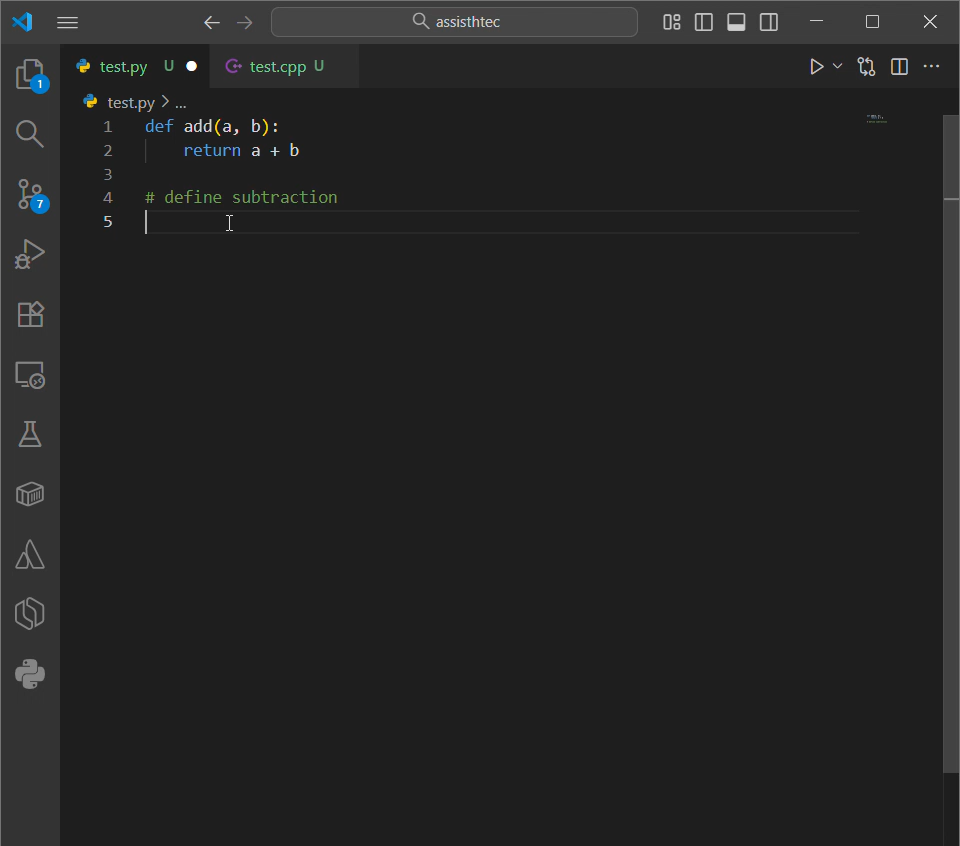 assisthtec
test.py U
test.cpp U
test.py > ...
1 def add(a, b):
2     return a + b
3
4 # define subtraction
5
1
7